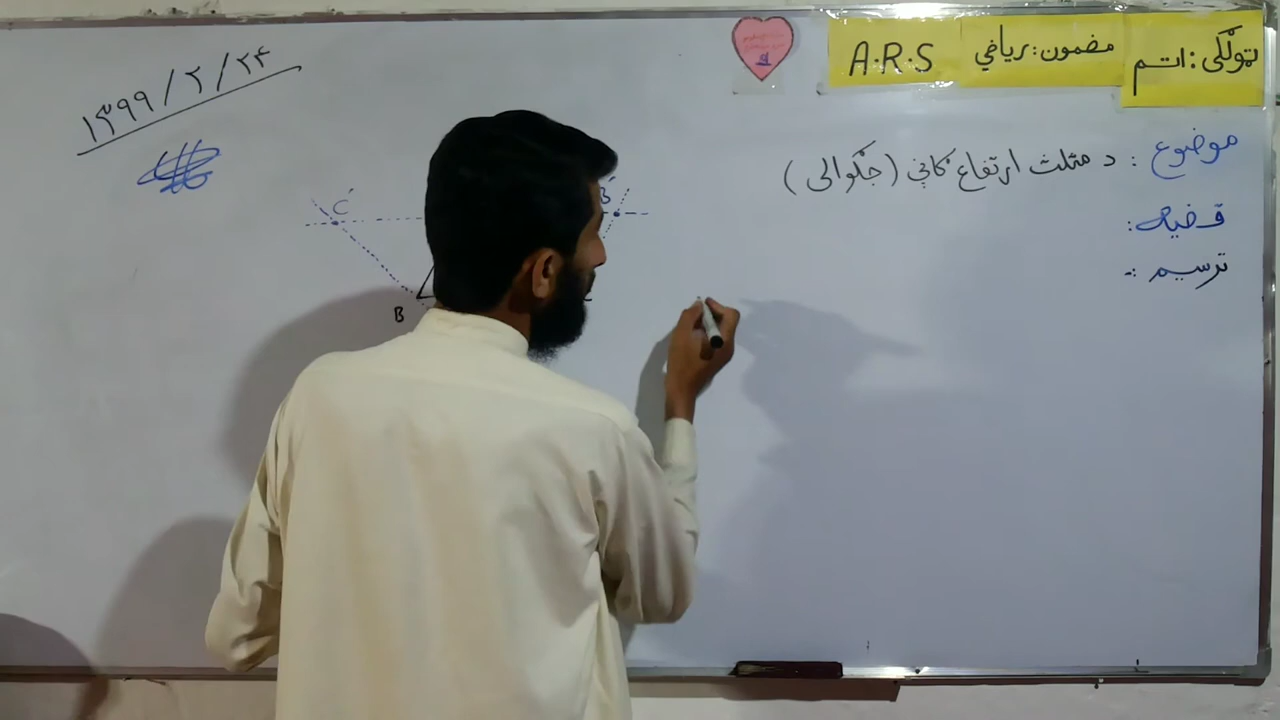 ټولګی: اتم
مضمون: ریاضي
A.R.S
۱۳۹۹/۲/۲۴
موضوع: د مثلث ارتفاع ګانې (جګوالی)
قضیه:
ترسیم:
C′
B′
B